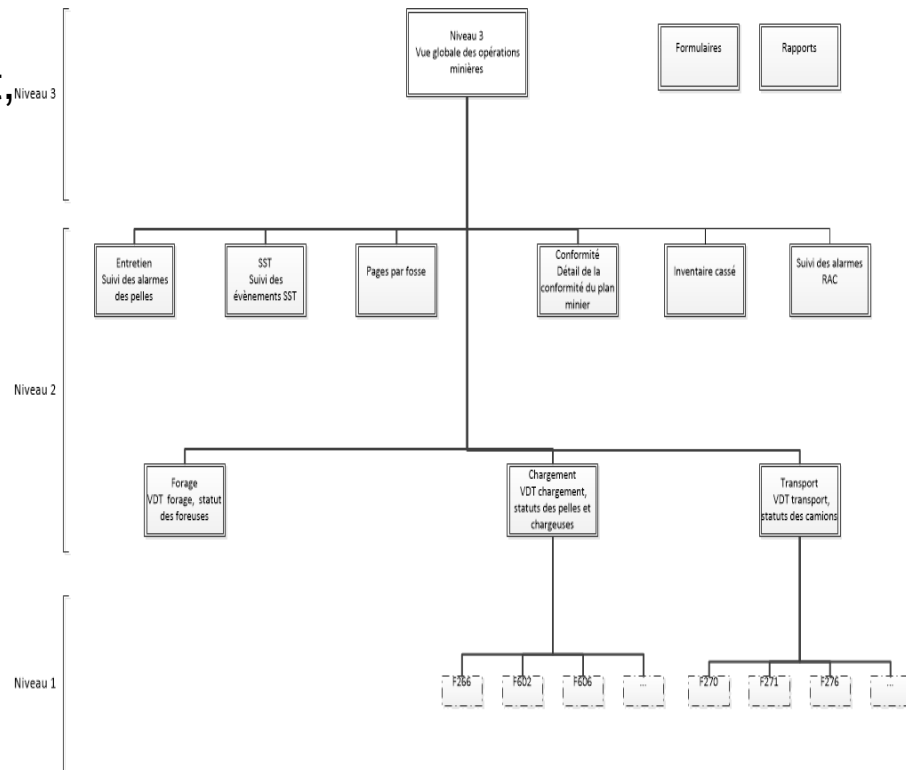 Niveau 3
Vue globale des opérations
minières
Formulaires
Rapports
,
Niveau 3
Entretien
Suivi des alarmes
des pelles
SST
Suivi des
évènements SST
Pages par fosse
Conformité
Détail de la
conformité du plan
minier
Inventaire cassé
Suivi des alarmes
RAC
Niveau 2
Forage
VDT forage, statut
des foreuses
Chargement
VDT chargement,
statuts des pelles et
chargeuses
Transport
VDT transport,
statuts des camions
Niveau 1
F266
F602
F606
...
F270
F271
F276
...